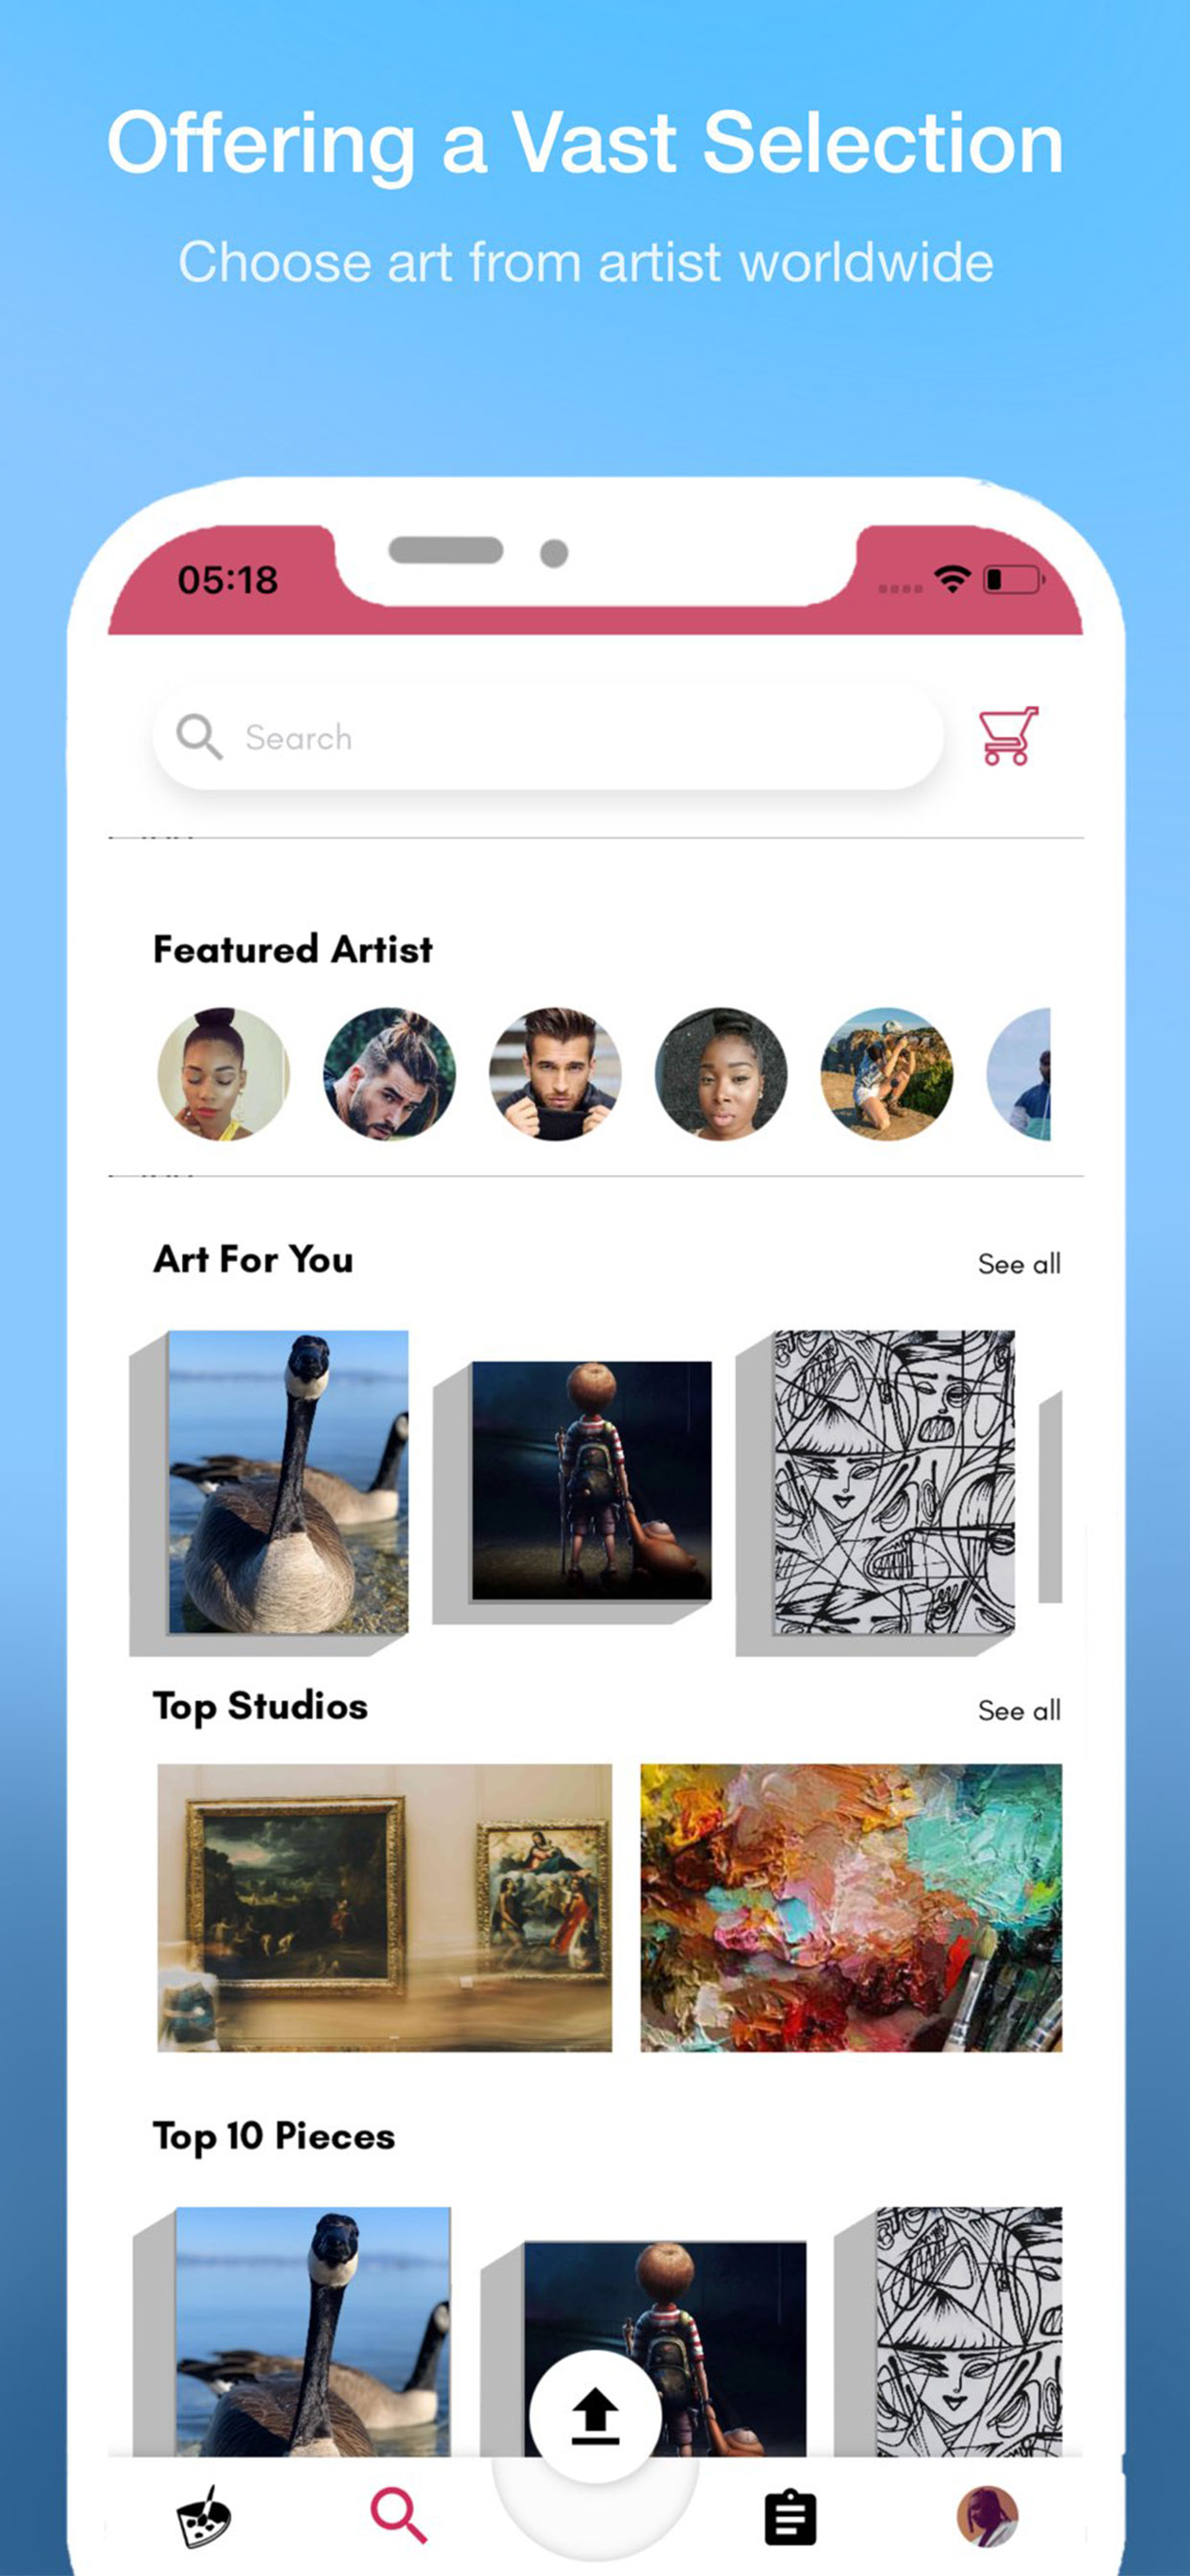 Offering a Vast Selection
Choose art from artist worldwide
05:18
Search
Featured Artist
Art For You
See all
Top Studios
See all
Top 10 Pieces